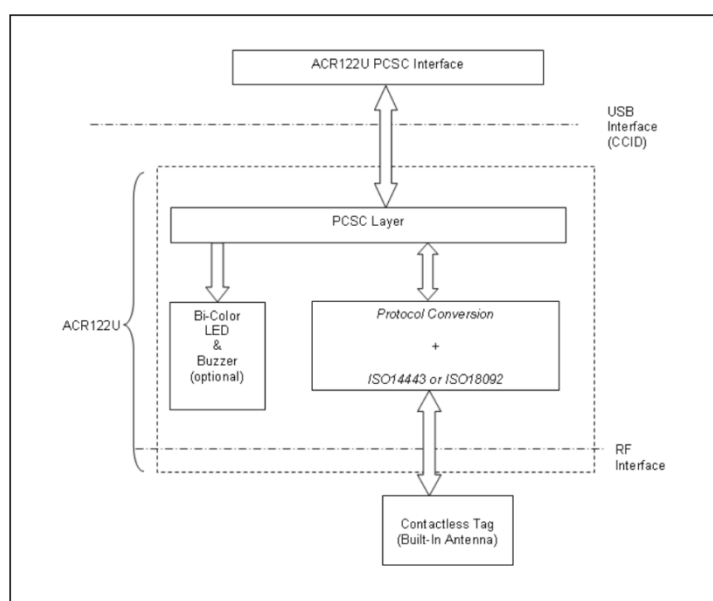 ACR122U PCSC Interface
USB
Interface
(CCID)
PCSC Layer
ACR122U
Bi-Color
LED
&
Buzzer
(optional)
Protocol Conversion
+
ISO14443 or ISO18092
RF
Interface
Contactless Tag
(Built-In Antenna)